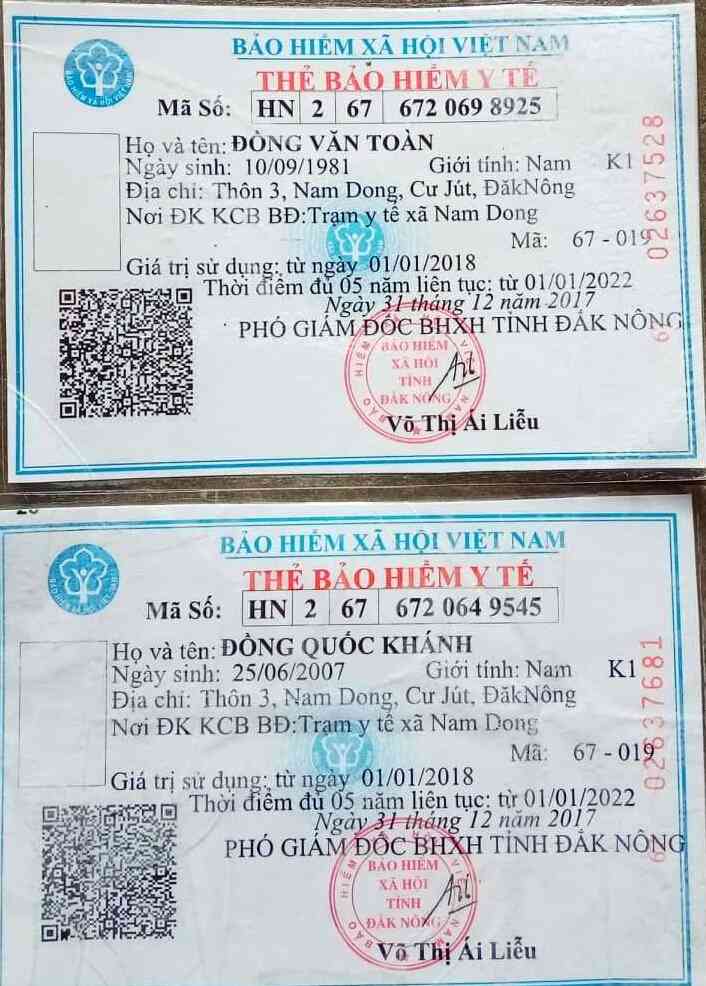 BẢO HIỂM XÃ HỘI VIỆT NAM
THẺ BẢO HIỂM Y TẾ
Mã Số: HN 2 67 672 069 8925
Họ và tên: ĐỒNG VĂN TOÀN
Ngày sinh: 10/09/1981 Giới tính: Nam K1
Địa chỉ: Thôn 3, Nam Dong, Cư Jút, ĐăkNông
Nơi ĐK KCB BĐ:Trạm y tế xã Nam Dong
Mã: 67 - 019
Giá trị sử dụng: từ ngày 01/01/2018
Thời điểm đủ 05 năm liên tục: từ 01/01/2022
Ngày 31 tháng 12 năm 2017
PHÓ GIÁM ĐỐC BHXH TỈNH ĐẮK NÔNG
BẢO HIỂM
XÃ HỘI
TỈNH
ĐẮK NÔNG
Võ Thị Ái Liễu
02637528
BẢO HIỂM XÃ HỘI VIỆT NAM
THẺ BẢO HIỂM Y TẾ
Mã Số: HN 2 67 672 064 9545
Họ và tên: ĐỒNG QUỐC KHÁNH
Ngày sinh: 25/06/2007 Giới tính: Nam K1
Địa chỉ: Thôn 3, Nam Dong, Cư Jút, ĐăkNông
Nơi ĐK KCB BĐ:Trạm y tế xã Nam Dong
Mã: 67 - 019
Giá trị sử dụng: từ ngày 01/01/2018
Thời điểm đủ 05 năm liên tục: từ 01/01/2022
Ngày 31 tháng 12 năm 2017
PHÓ GIÁM ĐỐC BHXH TỈNH ĐẮK NÔNG
BẢO HIỂM
XÃ HỘI
TỈNH
ĐẮK NÔNG
Võ Thị Ái Liễu
02637681